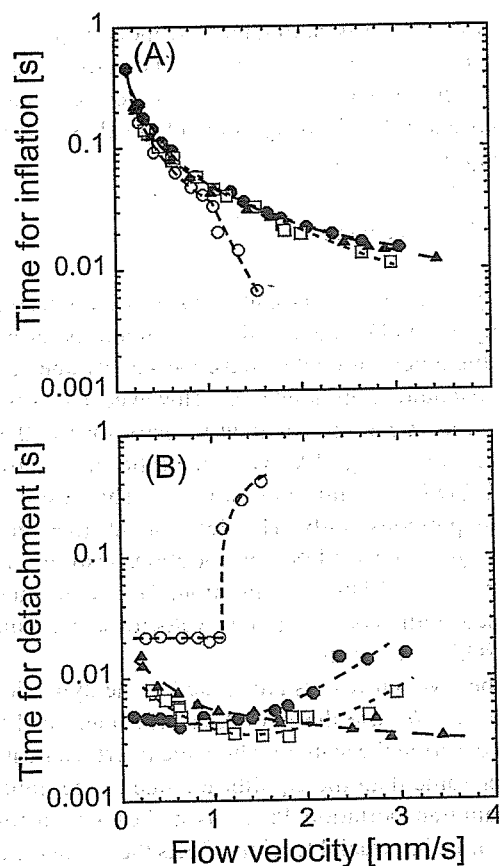 (A)
Time for inflation [s]
1
0.1
0.01
0.001
(B)
Time for detachment [s]
1
0.1
0.01
0.001
0
1
2
3
4
Flow velocity [mm/s]